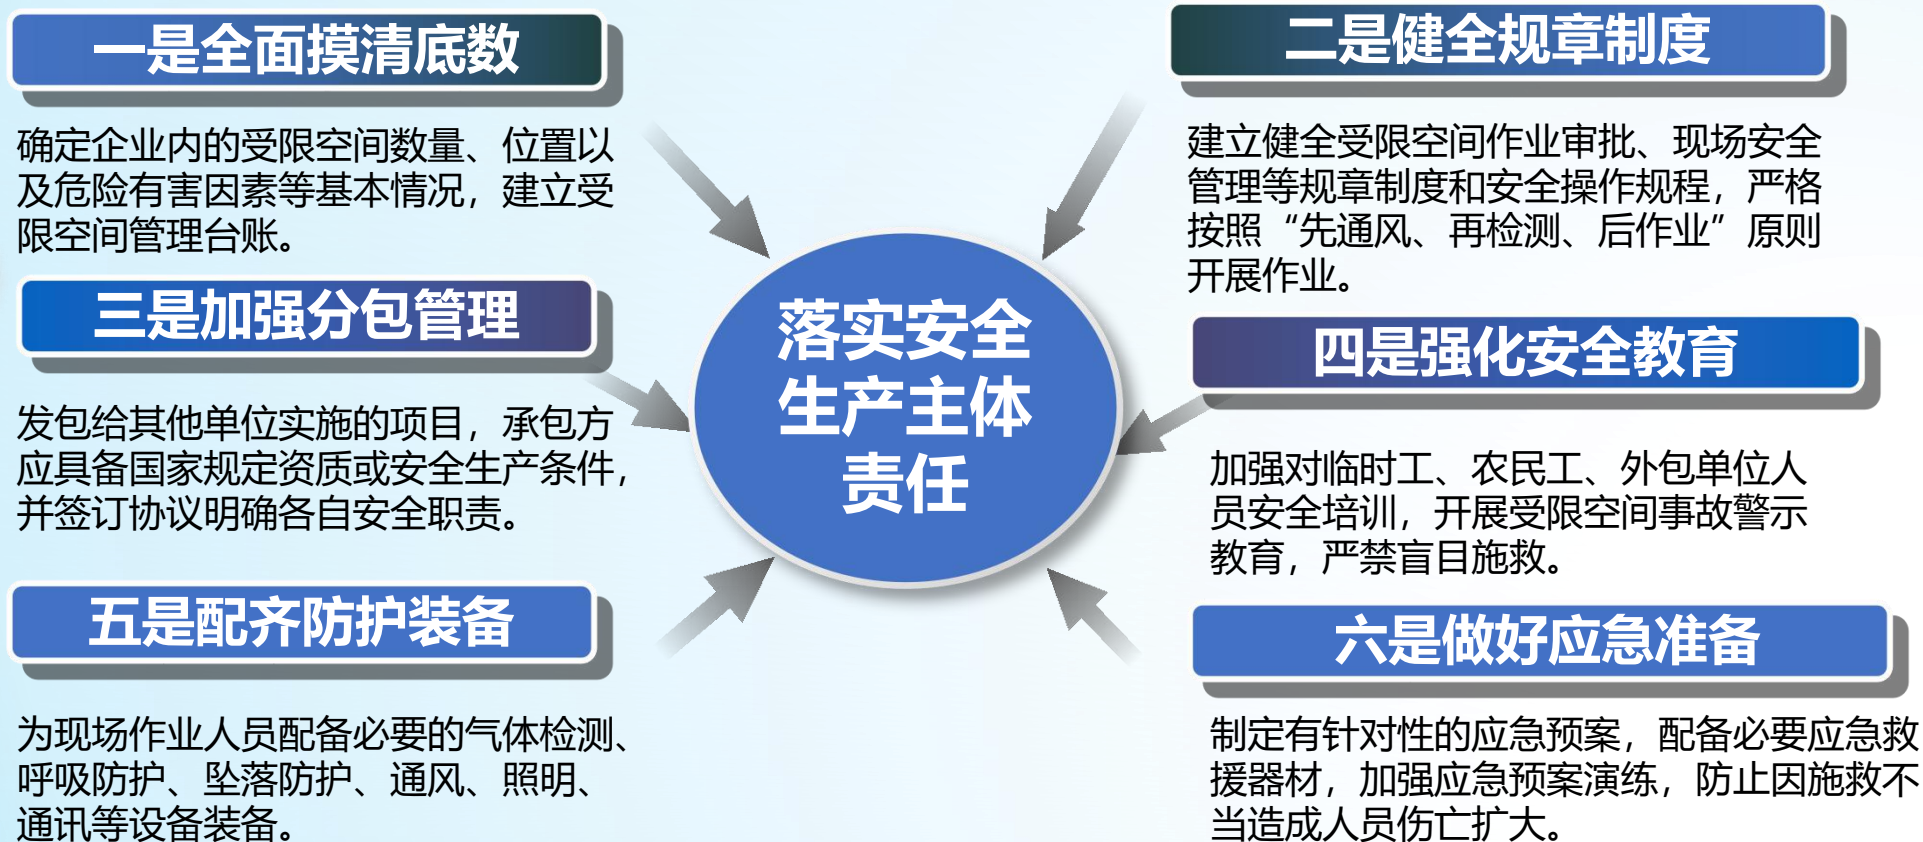 一是全面摸清底数
确定企业内的受限空间数量、位置以
及危险有害因素等基本情况，建立受
限空间管理台账。
二是健全规章制度
建立健全受限空间作业审批、现场安全
管理等规章制度和安全操作规程，严格
按照“先通风、再检测、后作业”原则
开展作业。
落实安全
生产主体
责任
三是加强分包管理
发包给其他单位实施的项目，承包方
应具备国家规定资质或安全生产条件，
并签订协议明确各自安全职责。
四是强化安全教育
加强对临时工、农民工、外包单位人
员安全培训，开展受限空间事故警示
教育，严禁盲目施救。
五是配齐防护装备
为现场作业人员配备必要的气体检测、
呼吸防护、坠落防护、通风、照明、
通讯等设备装备。
六是做好应急准备
制定有针对性的应急预案，配备必要应急救
援器材，加强应急预案演练，防止因施救不
当造成人员伤亡扩大。